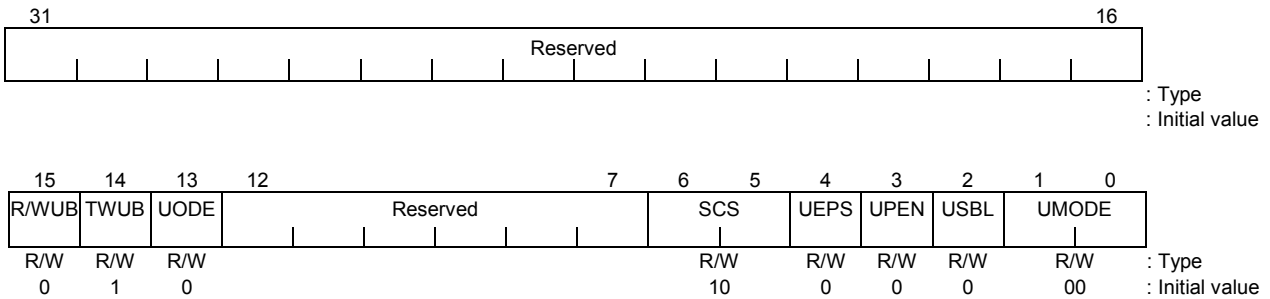 31 16
Reserved
: Type
: Initial value
15 14 13 12 7 6 5 4 3 2 1 0
R/WUB TWUB UODE Reserved SCS UEPS UPEN USBL UMODE
R/W R/W R/W R/W R/W R/W R/W R/W : Type
0 1 0 10 0 0 0 00 : Initial value